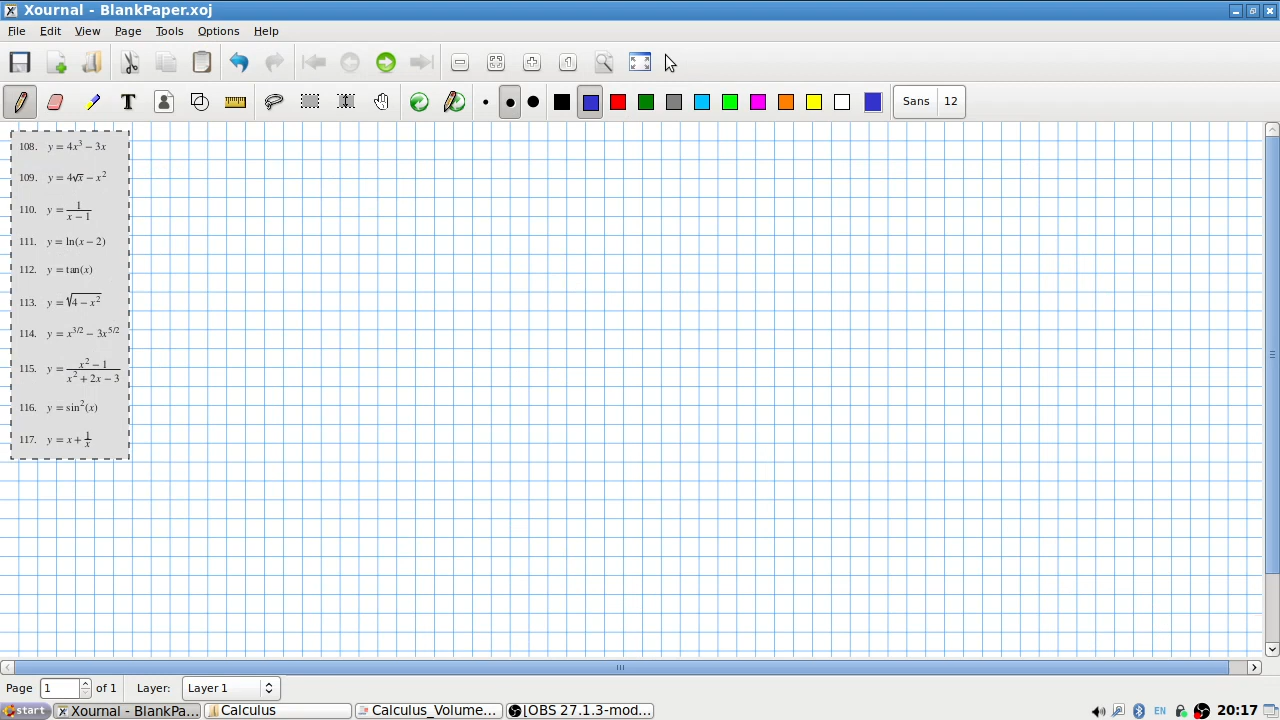 Xournal - BlankPaper.xoj
File Edit View Page Tools Options Help
Sans 12
108. y = 4x³ − 3x
109. y = 4√x − x²
110. y = 1/(x − 1)
111. y = ln(x − 2)
112. y = tan(x)
113. y = √(4 − x²)
114. y = x^{3/2} − 3x^{5/2}
115. y = (x² − 1)/(x² + 2x − 3)
116. y = sin²(x)
117. y = x + 1/x
Page 1 of 1 Layer: Layer 1
start Xournal - BlankPa... Calculus Calculus_Volume... [OBS 27.1.3-mod... EN 20:17